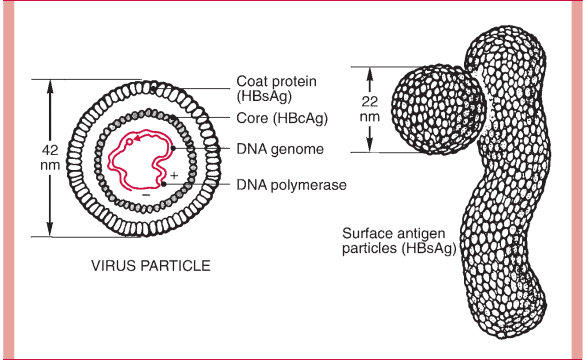 Coat protein
(HBsAg)
Core (HBcAg)
DNA genome
DNA polymerase
42
nm
+
−
VIRUS PARTICLE
22
nm
Surface antigen
particles (HBsAg)